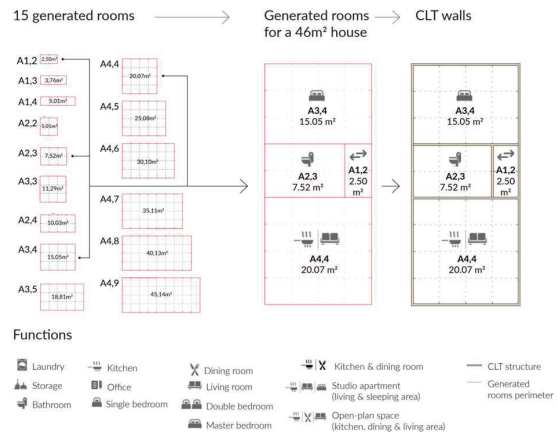 15 generated rooms
Generated rooms
for a 46m² house
CLT walls
A1,2
2,50m²
A1,3
3,76m²
A1,4
5,01m²
A2,2
5,01m²
A2,3
7,52m²
A3,3
11,29m²
A2,4
10,03m²
A3,4
15,05m²
A3,5
18,81m²
A4,4
20,07m²
A4,5
25,08m²
A4,6
30,10m²
A4,7
35,11m²
A4,8
40,13m²
A4,9
45,14m²
A3,4
15.05 m²
A2,3
7.52 m²
A1,2
2.50
m²
A4,4
20.07 m²
A3,4
15.05 m²
A2,3
7.52 m²
A1,2
2.50
m²
A4,4
20.07 m²
Functions
Laundry
Storage
Bathroom
Kitchen
Office
Single bedroom
Dining room
Living room
Double bedroom
Master bedroom
Kitchen & dining room
Studio apartment
(living & sleeping area)
Open-plan space
(kitchen, dining & living area)
CLT structure
Generated
rooms perimeter